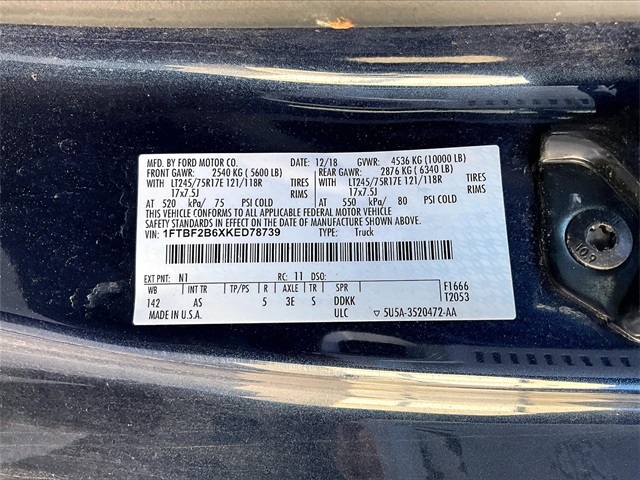 MFD. BY FORD MOTOR CO. DATE: 12/18 GVWR: 4536 KG (10000 LB)
FRONT GAWR: 2540 KG ( 5600 LB) REAR GAWR: 2876 KG ( 6340 LB)
WITH LT245/75R17E 121/118R TIRES WITH LT245/75R17E 121/118R TIRES
17x7.5J RIMS 17x7.5J RIMS
AT 520 kPa/ 75 PSI COLD AT 550 kPa/ 80 PSI COLD
THIS VEHICLE CONFORMS TO ALL APPLICABLE FEDERAL MOTOR VEHICLE
SAFETY STANDARDS IN EFFECT ON THE DATE OF MANUFACTURE SHOWN ABOVE.
VIN: 1FTBF2B6XKED78739 TYPE: Truck
EXT PNT: N1 RC: 11 DSO: F1666
WB INT TR TP/PS R AXLE TR SPR T2053
142 AS 5 3E S DDKK
MADE IN U.S.A. ULC ▽ 5U5A-3520472-AA
10.9